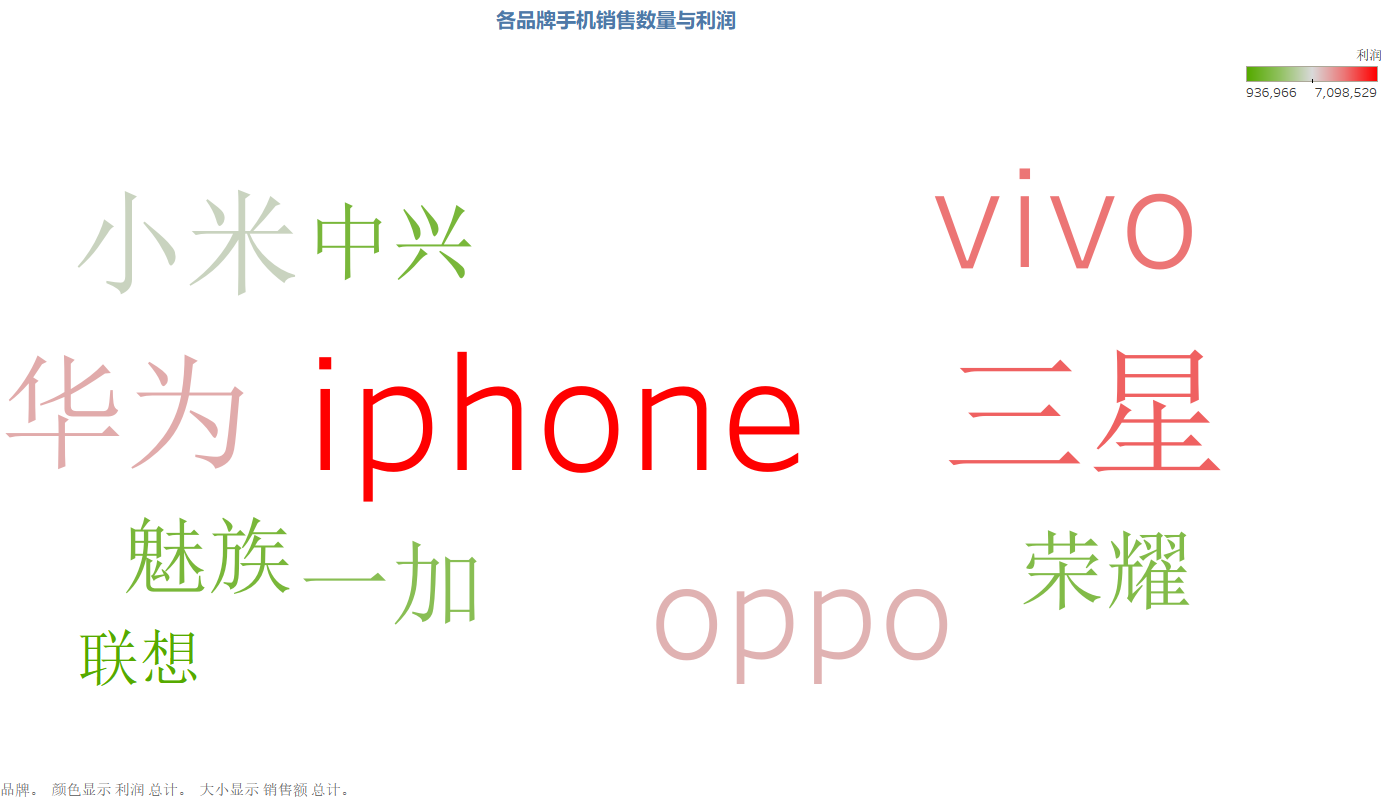 各品牌手机销售数量与利润
利润
936,966 7,098,529
小米 中兴 vivo
华为 iphone 三星
魅族 一加 oppo 荣耀
联想
品牌。 颜色显示 利润 总计。 大小显示 销售额 总计。